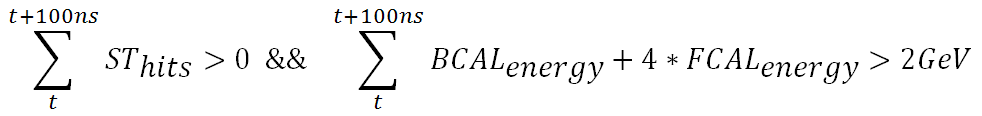 t+100ns t+100ns
∑ ST_hits > 0 && ∑ BCAL_energy + 4 * FCAL_energy > 2GeV
t t